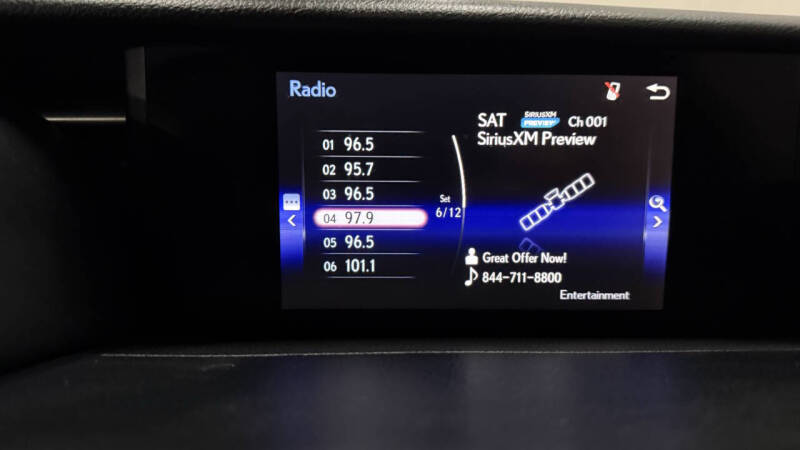 Radio
SAT SIRIUSXM PREVIEW Ch 001
SiriusXM Preview
01 96.5
02 95.7
03 96.5
04 97.9
05 96.5
06 101.1
Set
6/12
Great Offer Now!
844-711-8800
Entertainment